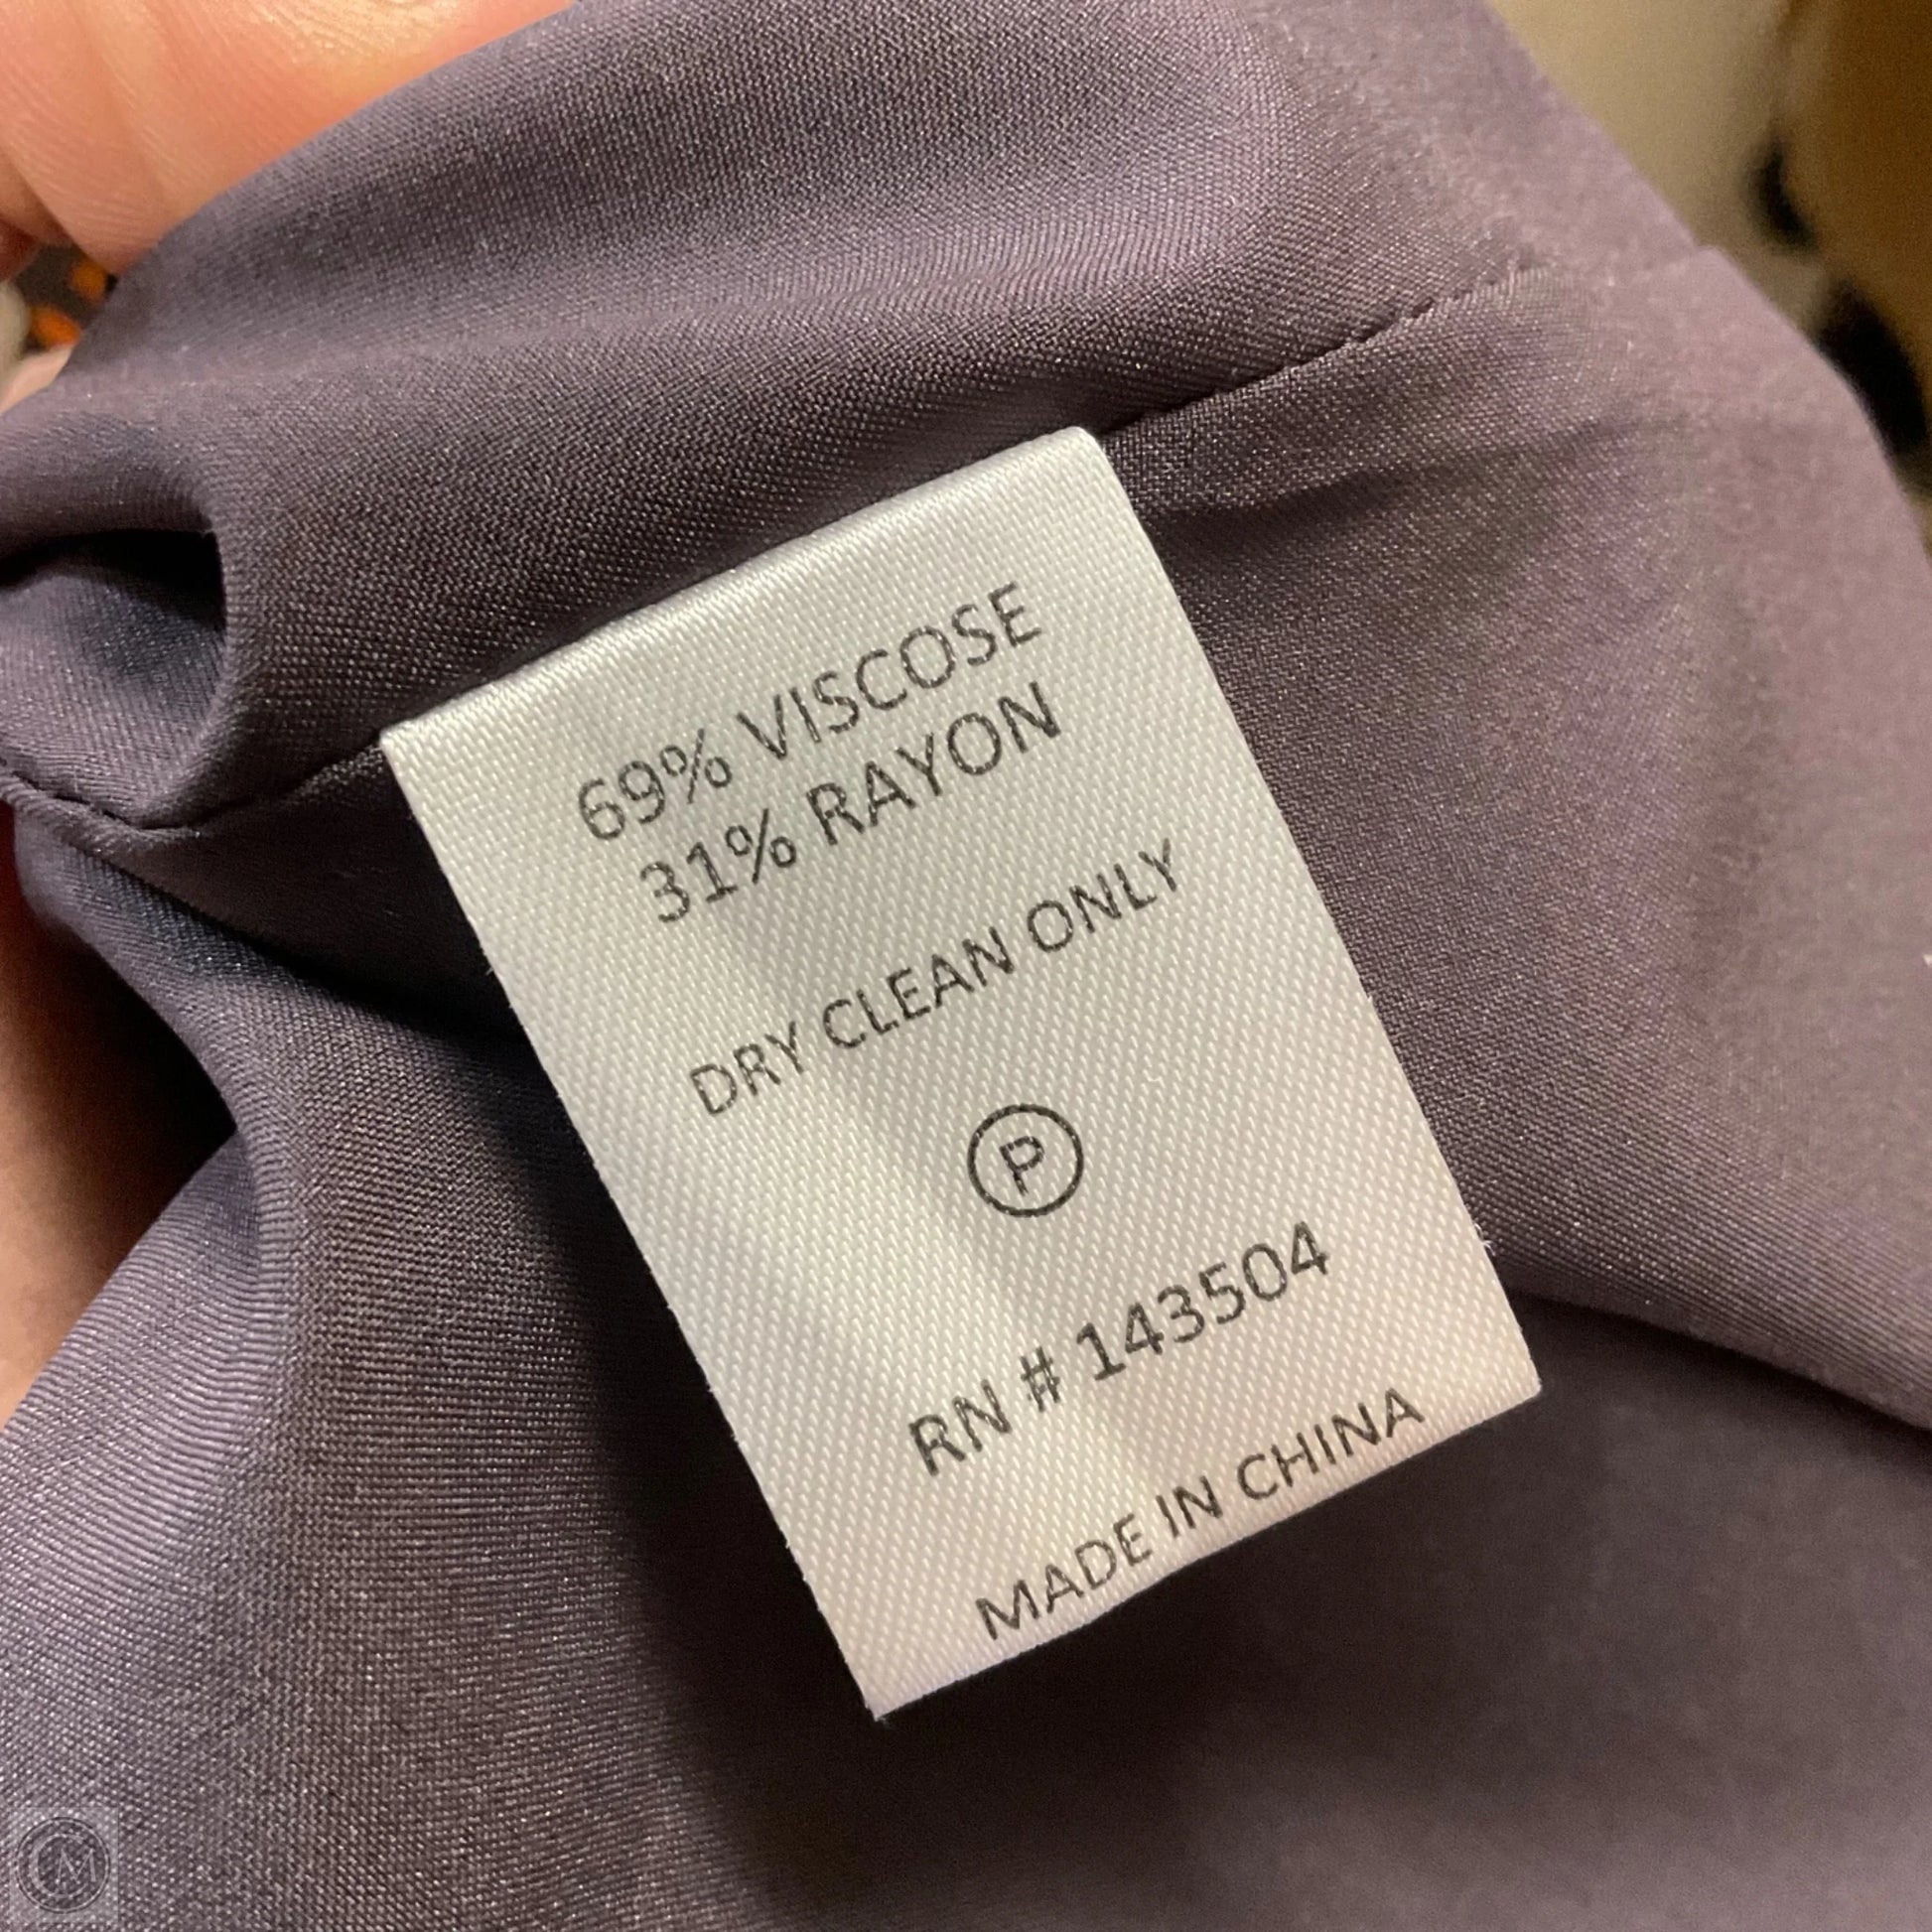 69% VISCOSE
31% RAYON
DRY CLEAN ONLY
P
RN # 143504
MADE IN CHINA